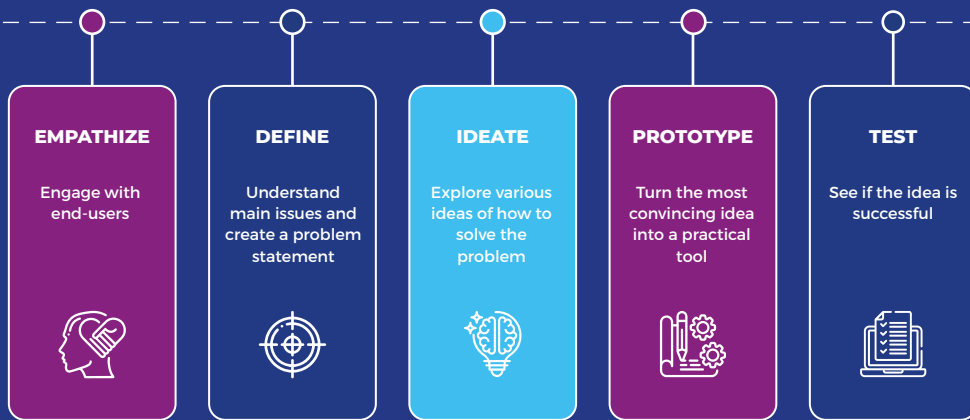 EMPATHIZE
Engage with
end-users
DEFINE
Understand
main issues and
create a problem
statement
IDEATE
Explore various
ideas of how to
solve the
problem
PROTOTYPE
Turn the most
convincing idea
into a practical
tool
TEST
See if the idea is
successful